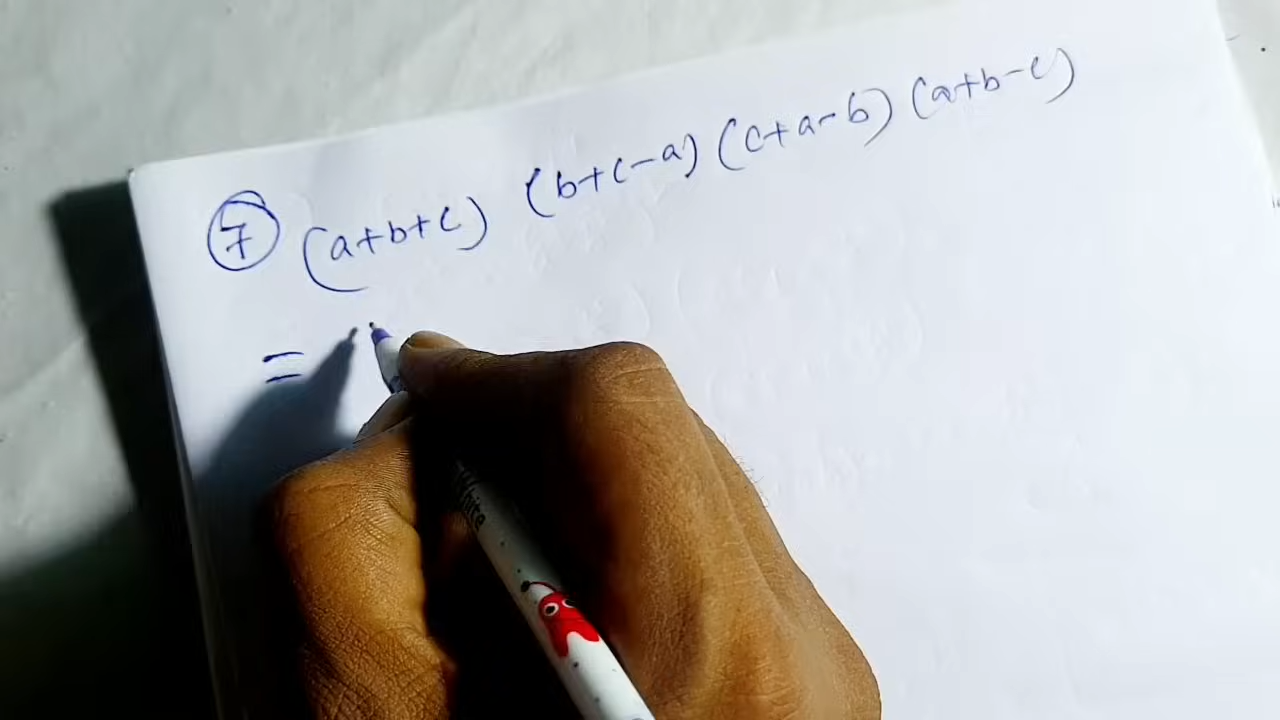 ⑦ (a+b+c) (b+c-a) (c+a-b) (a+b-c)
=